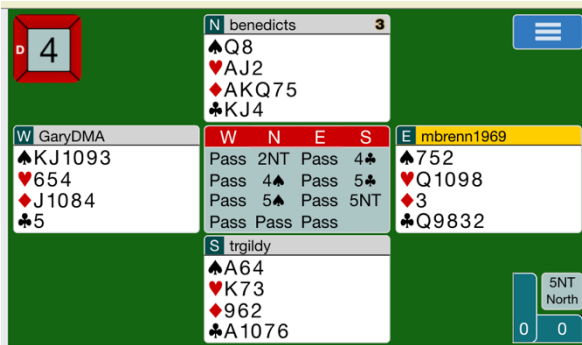 D 4
N benedicts 3
♠Q8
♥AJ2
♦AKQ75
♣KJ4
W GaryDMA
♠KJ1093
♥654
♦J1084
♣5
W N E S
Pass 2NT Pass 4♣
Pass 4♠ Pass 5♣
Pass 5♠ Pass 5NT
Pass Pass Pass
E mbrenn1969
♠752
♥Q1098
♦3
♣Q9832
S trgildy
♠A64
♥K73
♦962
♣A1076
5NT
North
0 0